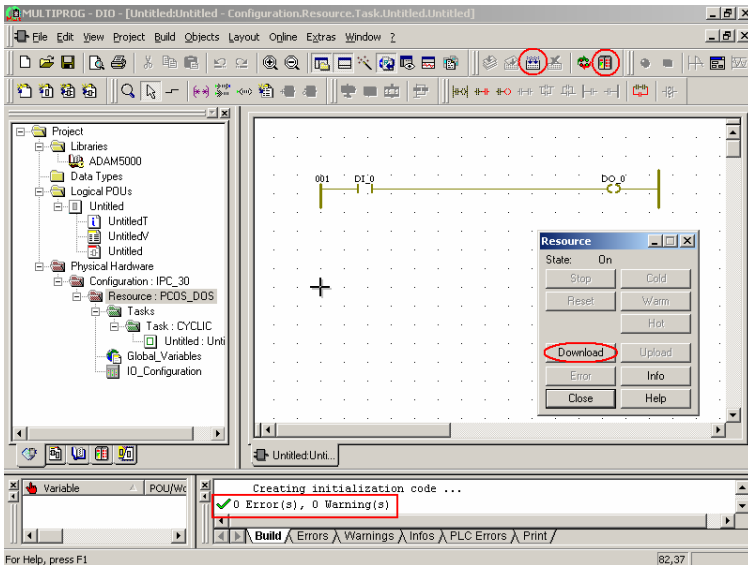 MULTIPROG - DIO - [Untitled:Untitled - Configuration.Resource.Task.Untitled.Untitled]
File Edit View Project Build Objects Layout Online Extras Window ?
Project
Libraries
ADAM5000
Data Types
Logical POUs
Untitled
UntitledT
UntitledV
Untitled
Physical Hardware
Configuration : IPC_30
Resource : PCOS_DOS
Tasks
Task : CYCLIC
Untitled : Unti
Global_Variables
IO_Configuration
001 DI_0 DO_0
Resource
State: On
Stop Cold
Reset Warm
Hot
Download Upload
Error Info
Close Help
Untitled:Unti...
Variable POU/Wo
Creating initialization code ...
0 Error(s), 0 Warning(s)
Build Errors Warnings Infos PLC Errors Print
For Help, press F1
82,37